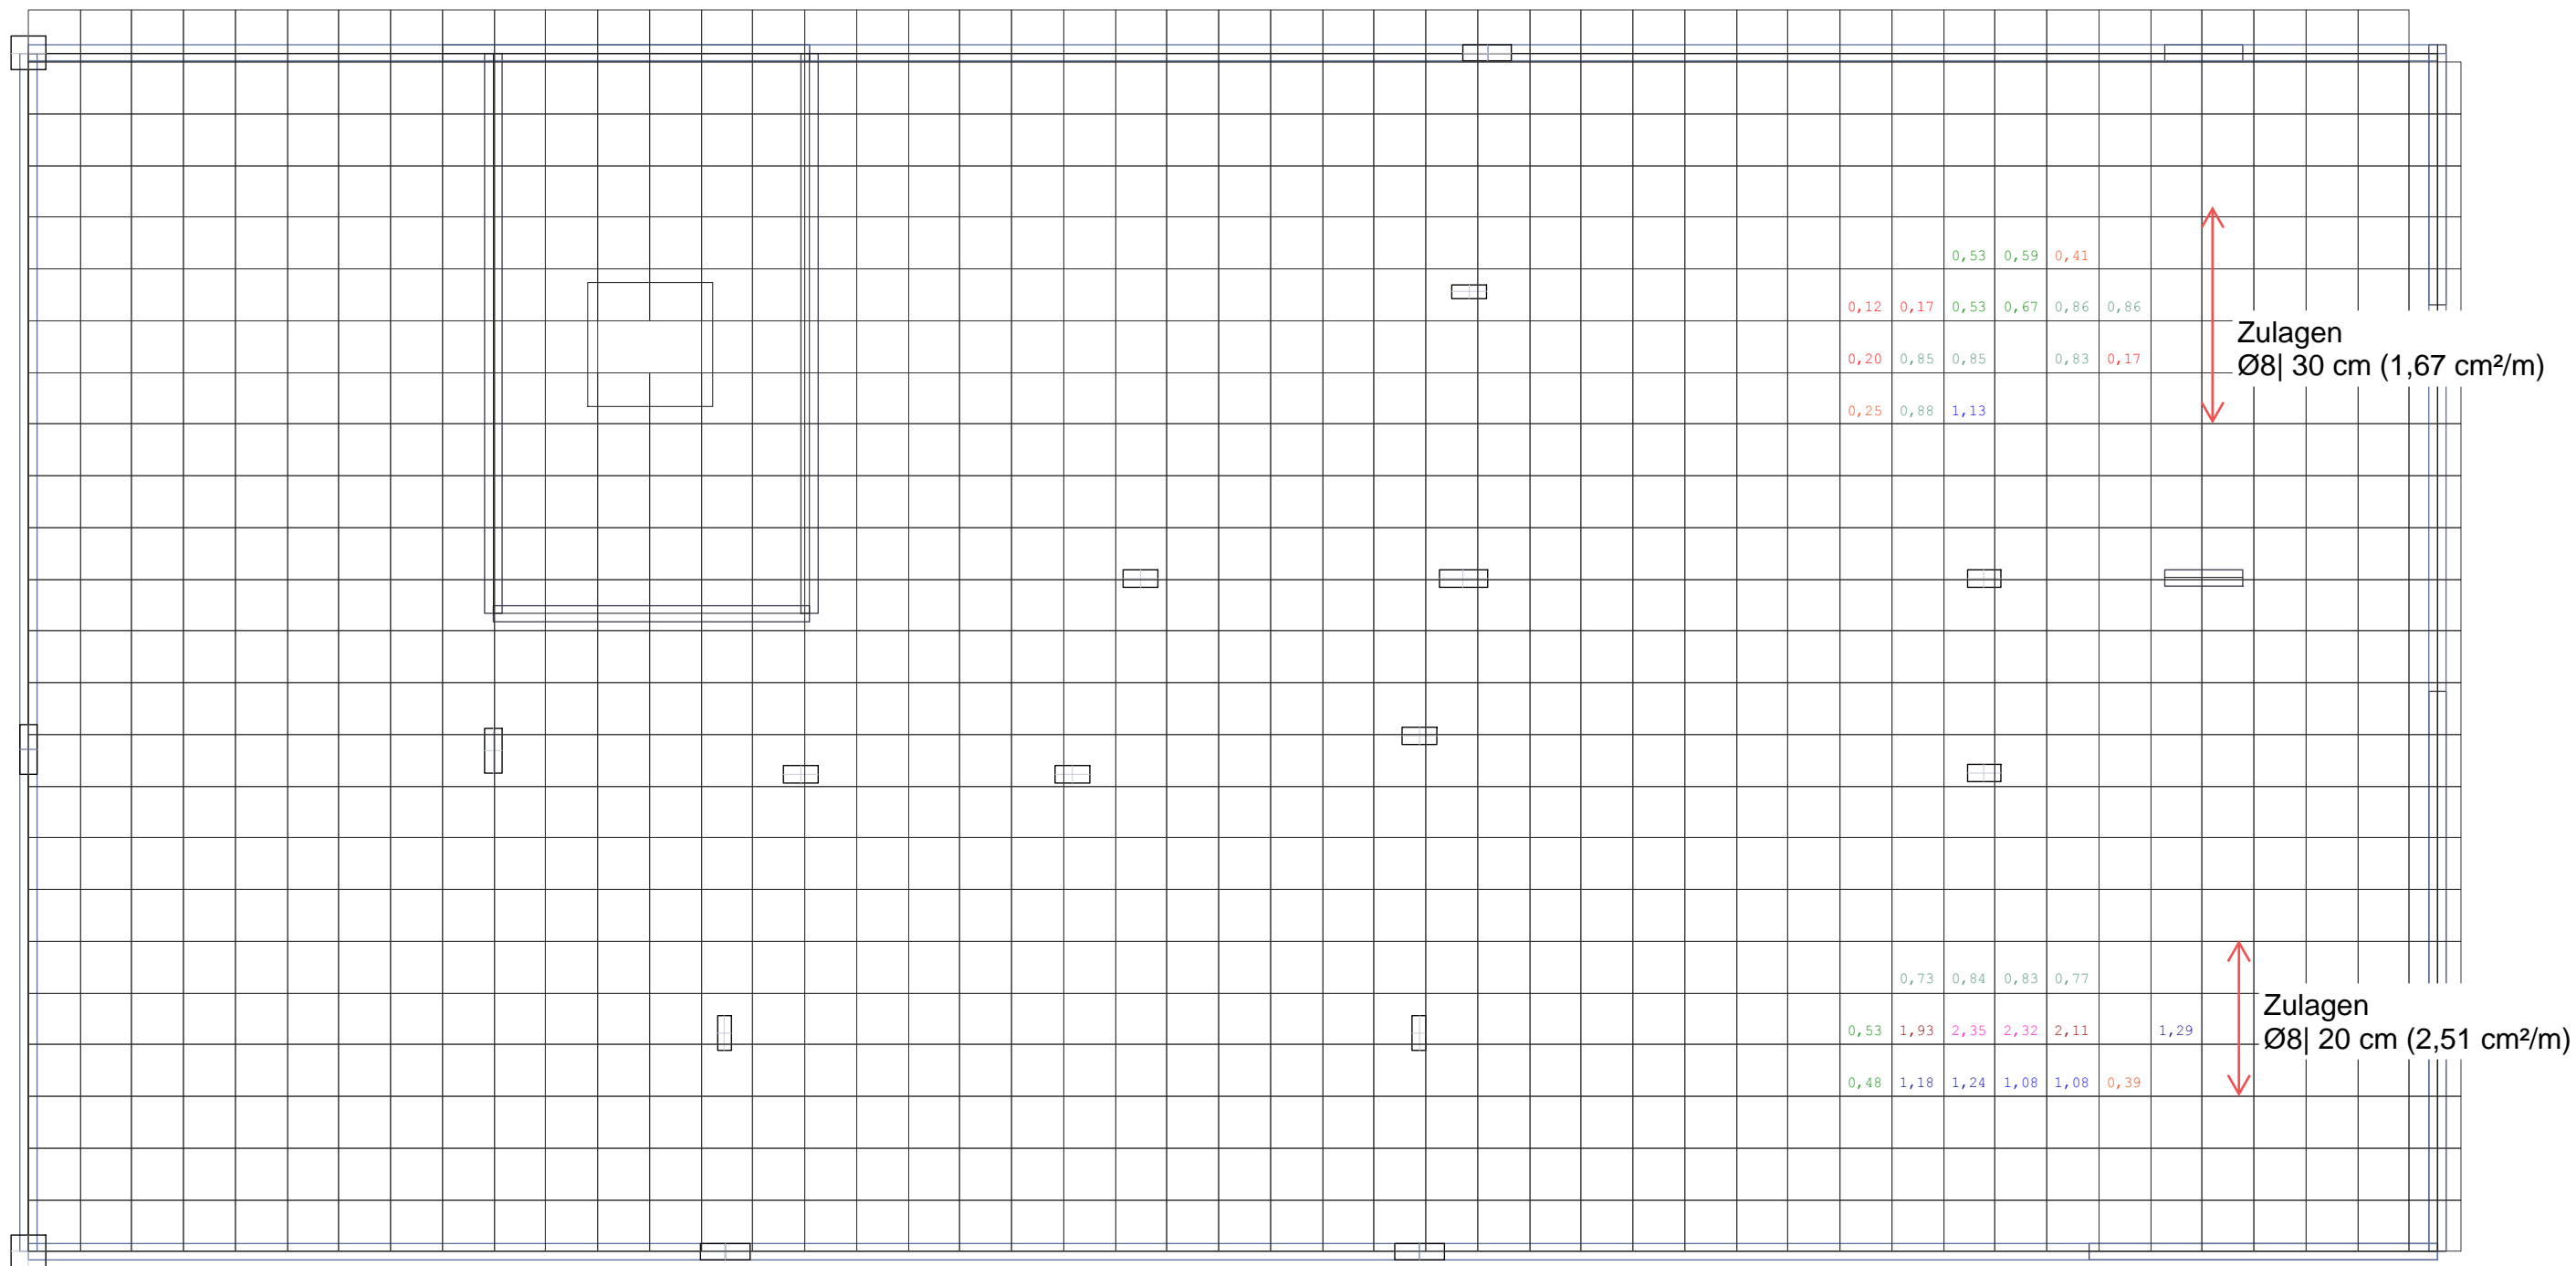 0,53 0,59 0,41
0,12 0,17 0,53 0,67 0,86 0,86
Zulagen
Ø8| 30 cm (1,67 cm²/m)
0,20 0,85 0,85 0,83 0,17
0,25 0,88 1,13
0,73 0,84 0,83 0,77
Zulagen
Ø8| 20 cm (2,51 cm²/m)
0,53 1,93 2,35 2,32 2,11 1,29
0,48 1,18 1,24 1,08 1,08 0,39